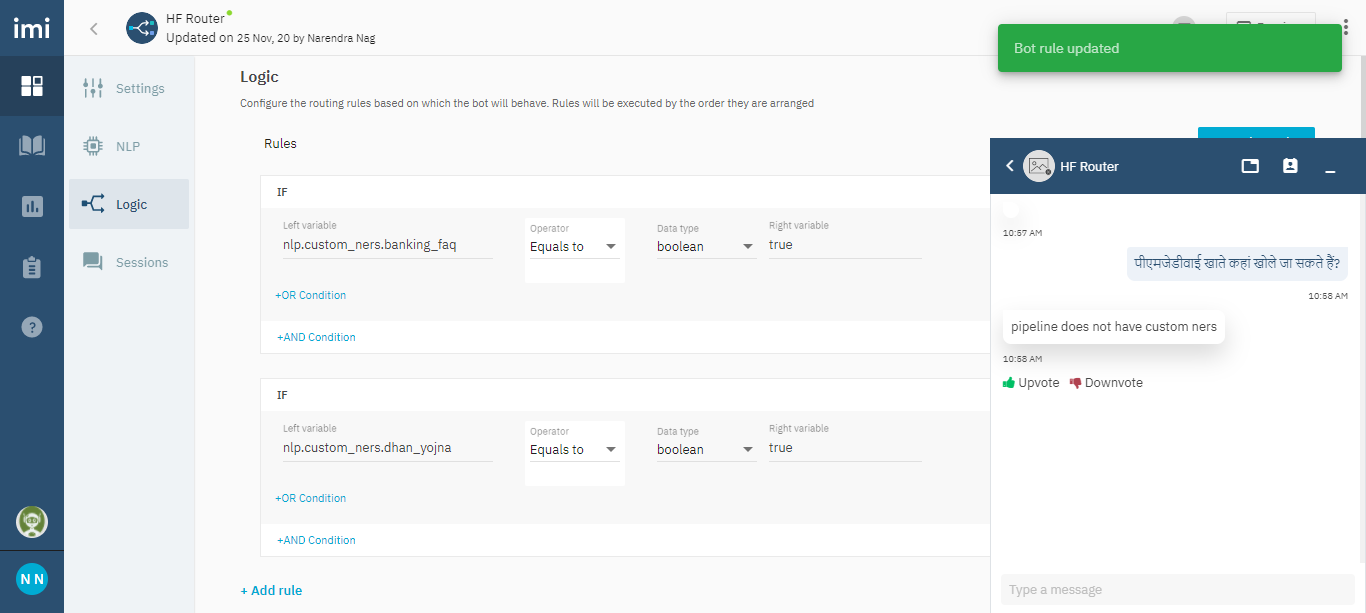 imi
HF Router
Updated on 25 Nov, 20 by Narendra Nag
Bot rule updated
Settings
NLP
Logic
Sessions
Logic
Configure the routing rules based on which the bot will behave. Rules will be executed by the order they are arranged
Rules
IF
Left variable
nlp.custom_ners.banking_faq
Operator
Equals to
Data type
boolean
Right variable
true
+OR Condition
+AND Condition
IF
Left variable
nlp.custom_ners.dhan_yojna
Operator
Equals to
Data type
boolean
Right variable
true
+OR Condition
+AND Condition
+ Add rule
N N
HF Router
10:57 AM
पीएमजेडीवाई खाते कहां खोले जा सकते हैं?
10:58 AM
pipeline does not have custom ners
10:58 AM
Upvote Downvote
Type a message